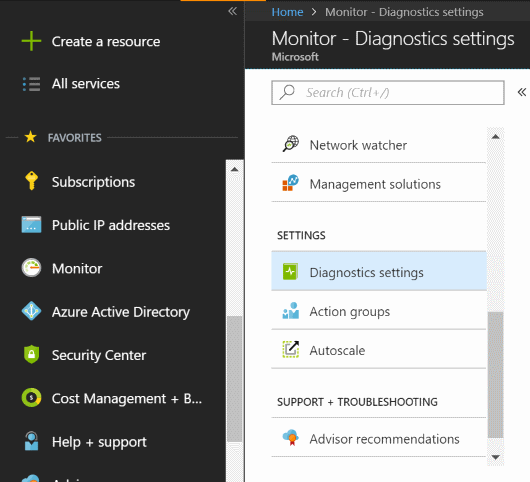 Create a resource
All services
FAVORITES
Subscriptions
Public IP addresses
Monitor
Azure Active Directory
Security Center
Cost Management + B...
Help + support
Home > Monitor - Diagnostics settings
Monitor - Diagnostics settings
Microsoft
Search (Ctrl+/)
Network watcher
Management solutions
SETTINGS
Diagnostics settings
Action groups
Autoscale
SUPPORT + TROUBLESHOOTING
Advisor recommendations